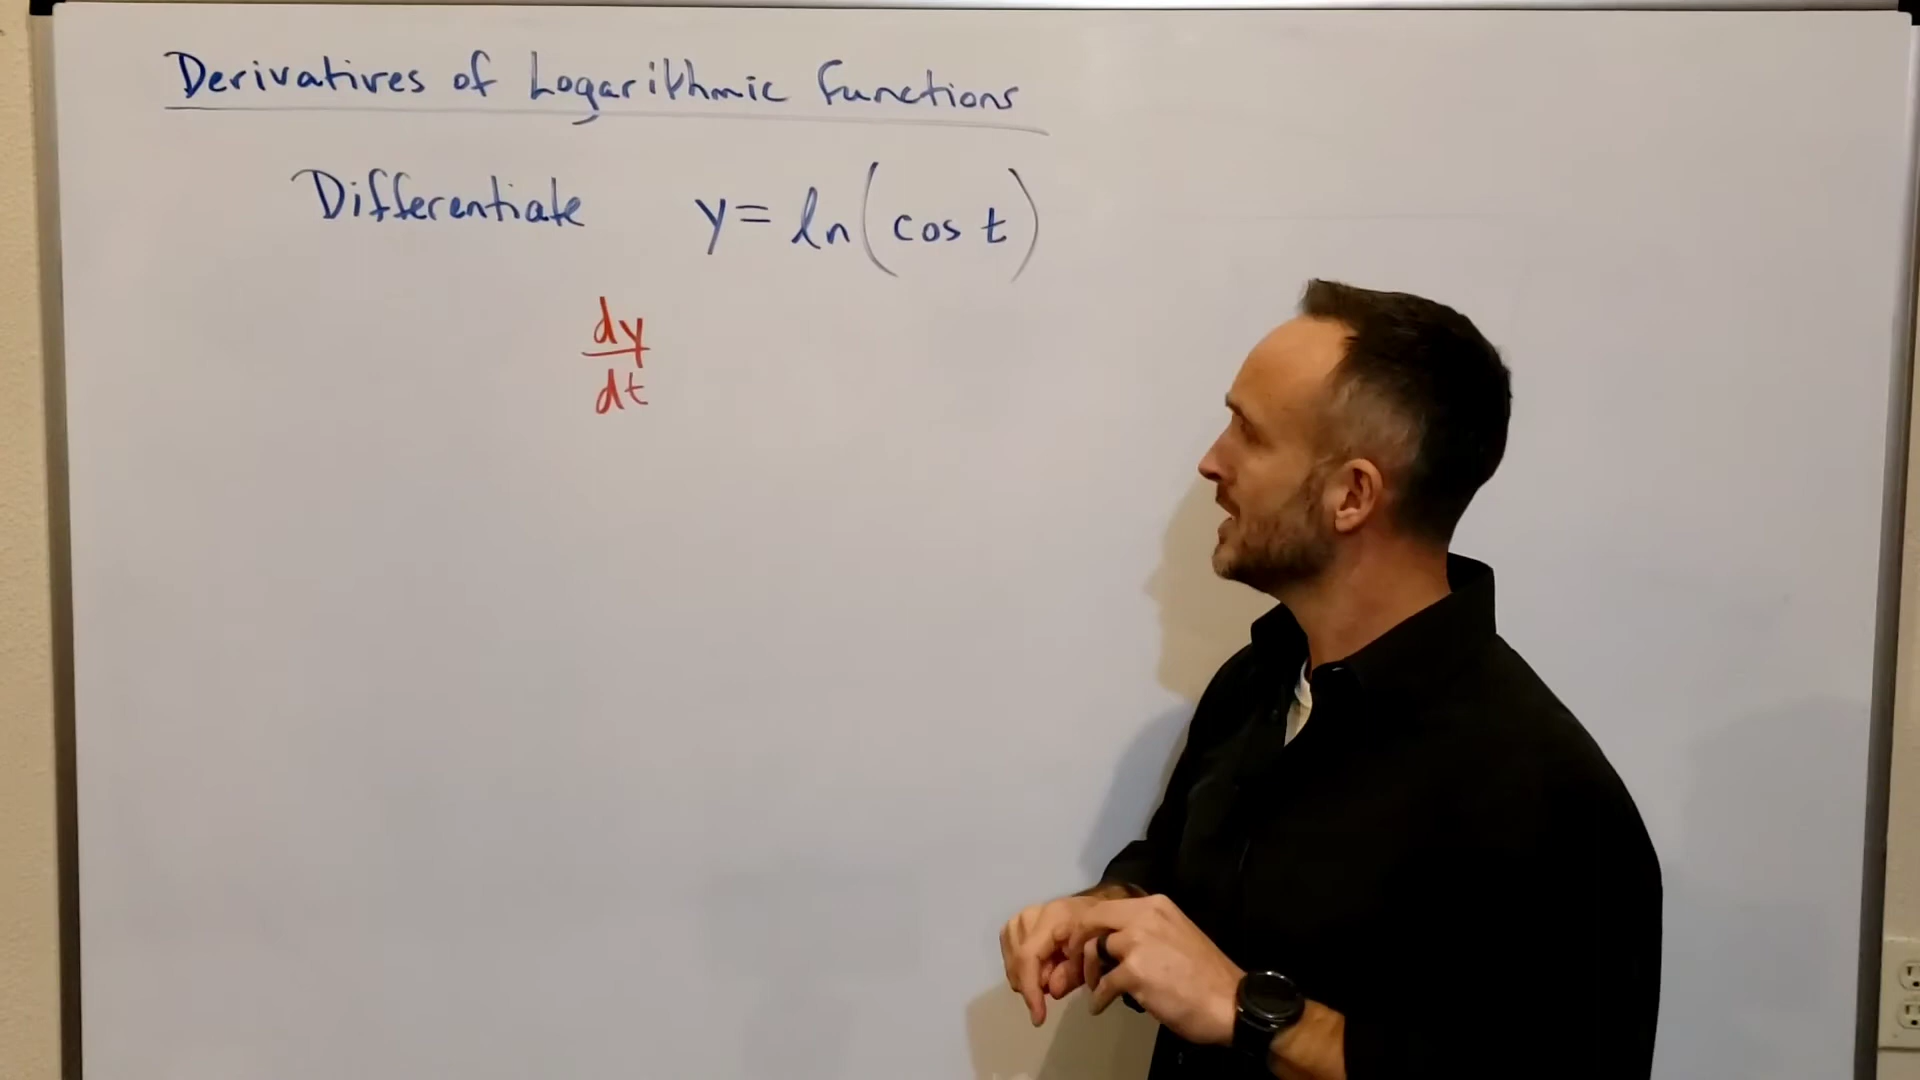 Derivatives of Logarithmic Functions
Differentiate y = ln(cos t)
dy
dt